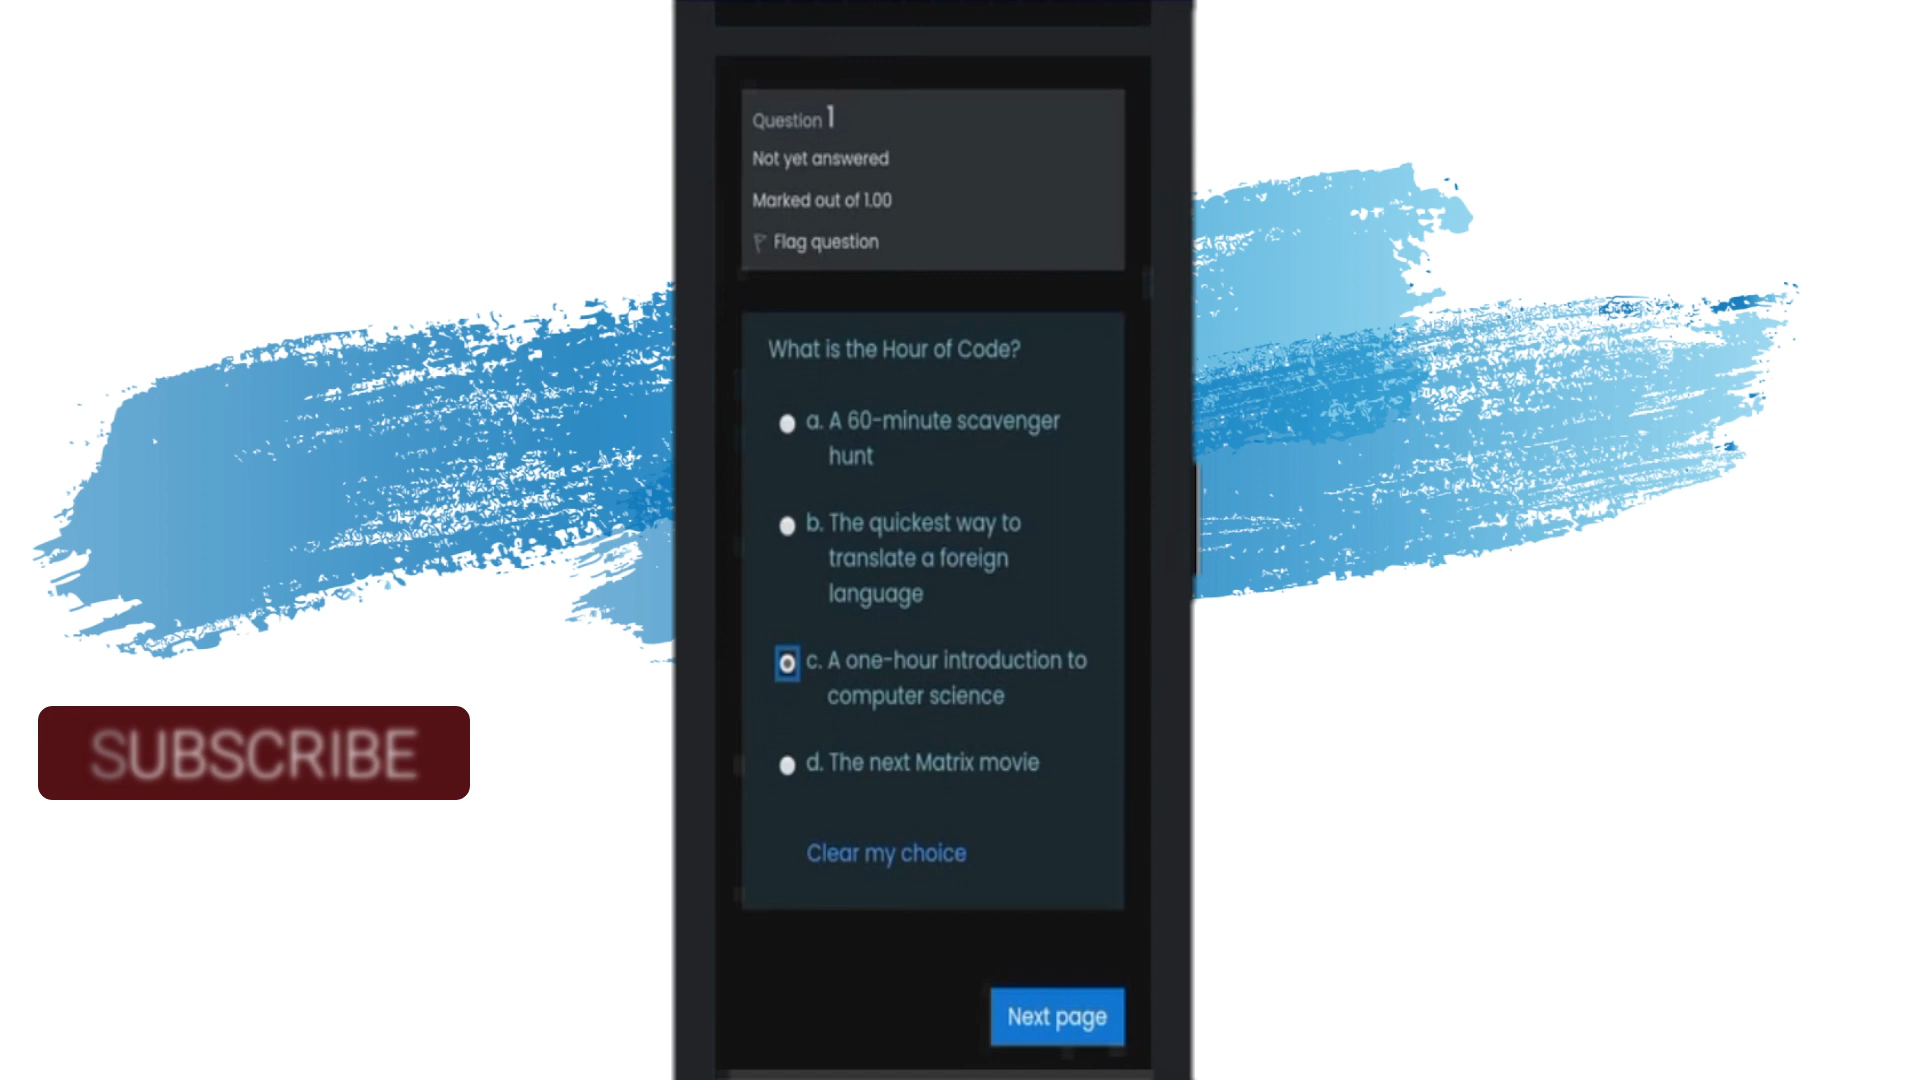 Question 1
Not yet answered
Marked out of 1.00
Flag question
What is the Hour of Code?
a. A 60-minute scavenger
hunt
b. The quickest way to
translate a foreign
language
c. A one-hour introduction to
computer science
d. The next Matrix movie
Clear my choice
Next page
SUBSCRIBE